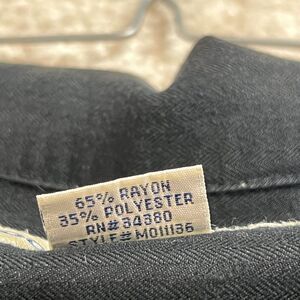 65% RAYON
35% POLYESTER
RN#34380
STYLE#M011136